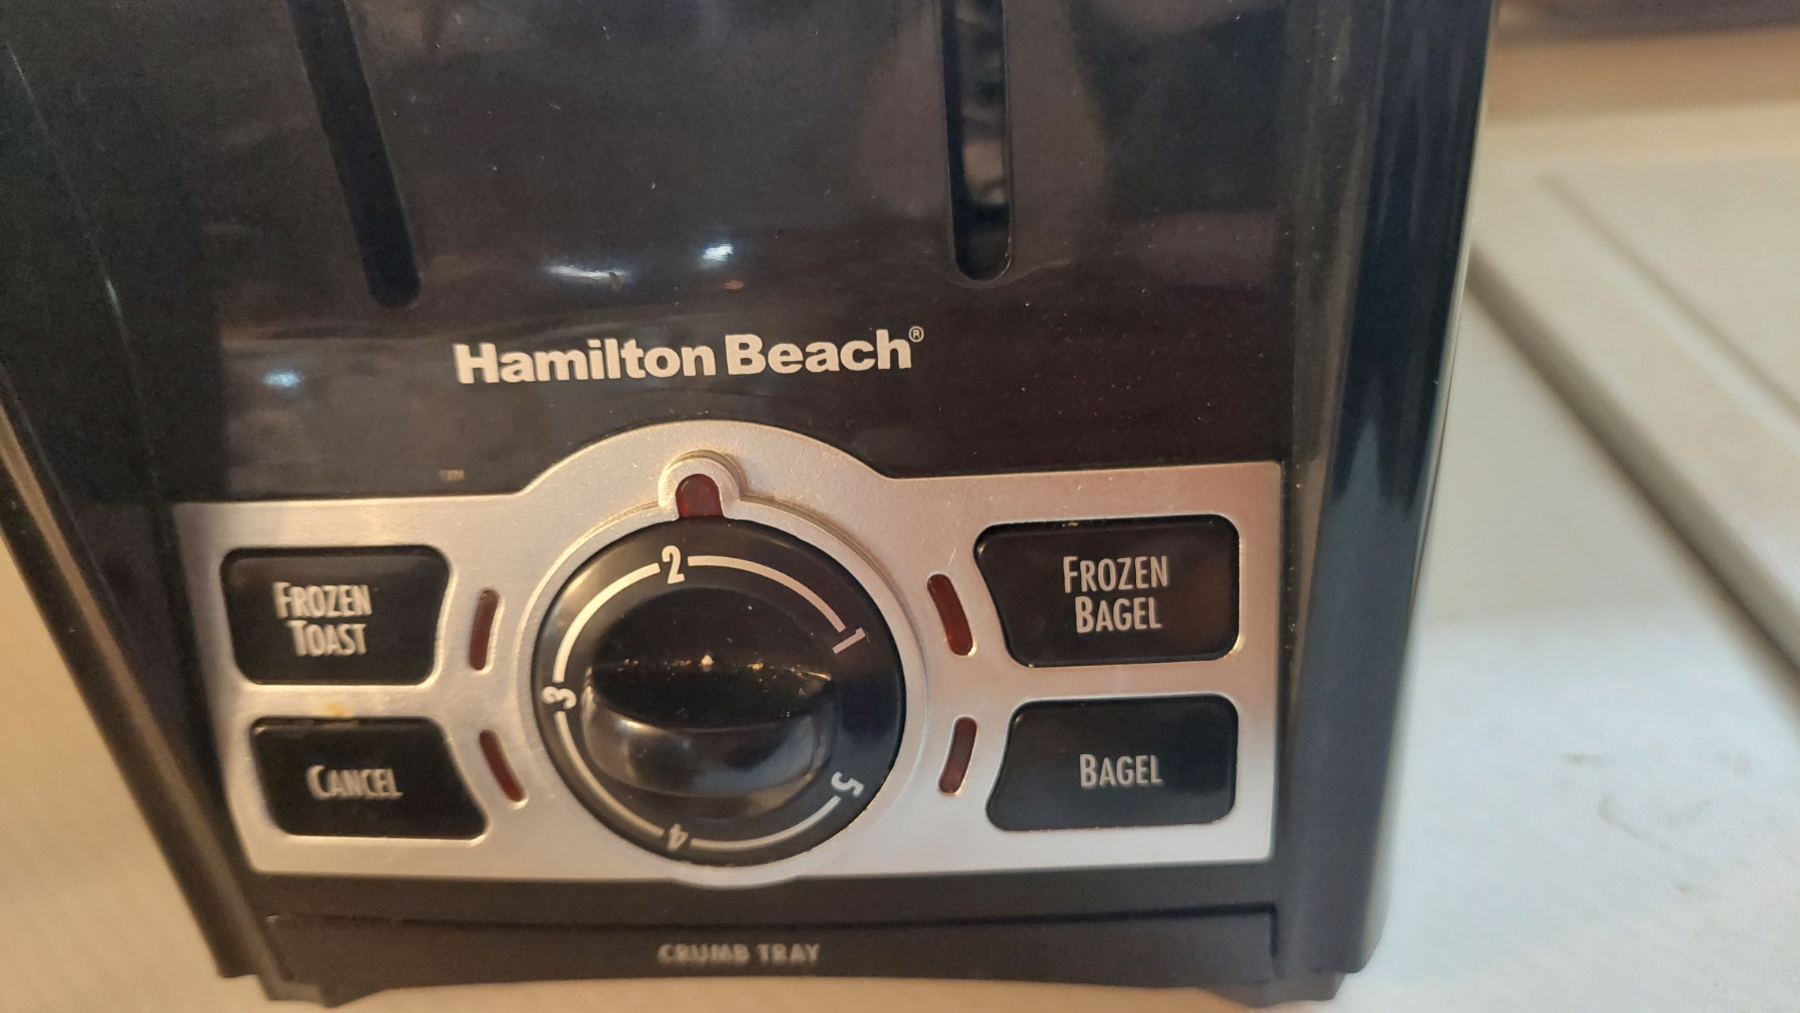 Hamilton Beach®
2
1
3
4
5
FROZEN
TOAST
CANCEL
FROZEN
BAGEL
BAGEL
CRUMB TRAY